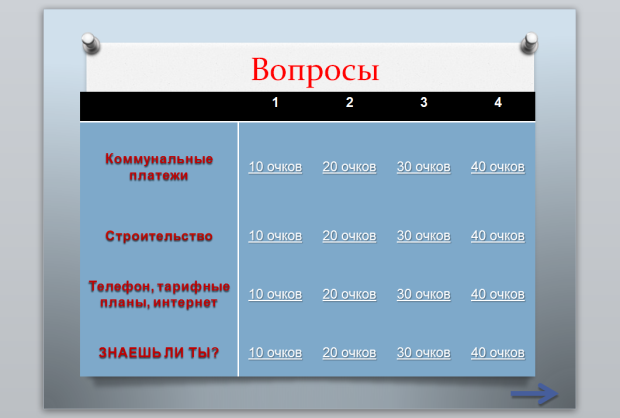 Вопросы
1 2 3 4
Коммунальные
платежи
10 очков 20 очков 30 очков 40 очков
Строительство 10 очков 20 очков 30 очков 40 очков
Телефон, тарифные
планы, интернет
10 очков 20 очков 30 очков 40 очков
ЗНАЕШЬ ЛИ ТЫ? 10 очков 20 очков 30 очков 40 очков